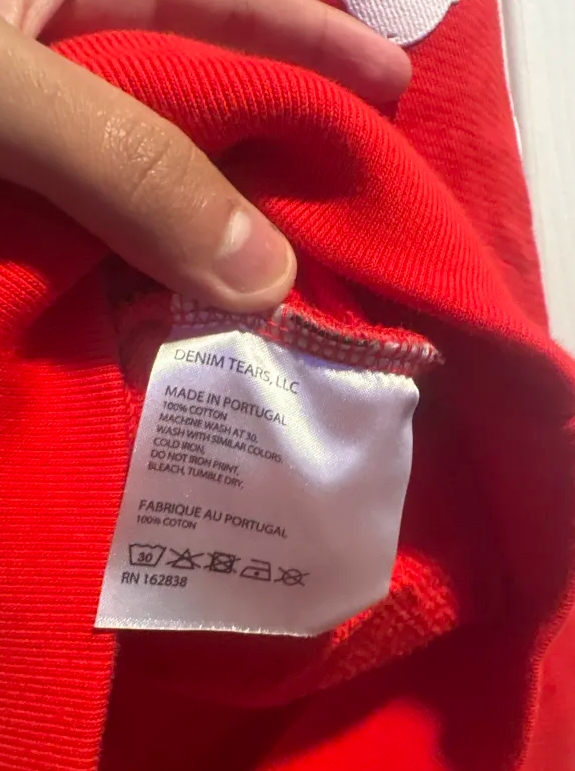 DENIM TEARS, LLC
MADE IN PORTUGAL
100% COTTON
MACHINE WASH AT 30.
WASH WITH SIMILAR COLORS.
COLD IRON,
DO NOT IRON PRINT,
BLEACH, TUMBLE DRY.
FABRIQUE AU PORTUGAL
100% COTON
30
RN 162838